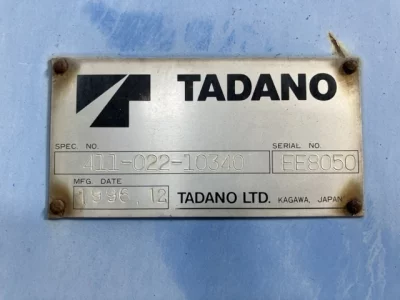 TADANO
SPEC. NO. SERIAL NO.
411-022-10340 EE8050
MFG. DATE
1996.12 TADANO LTD. KAGAWA, JAPAN